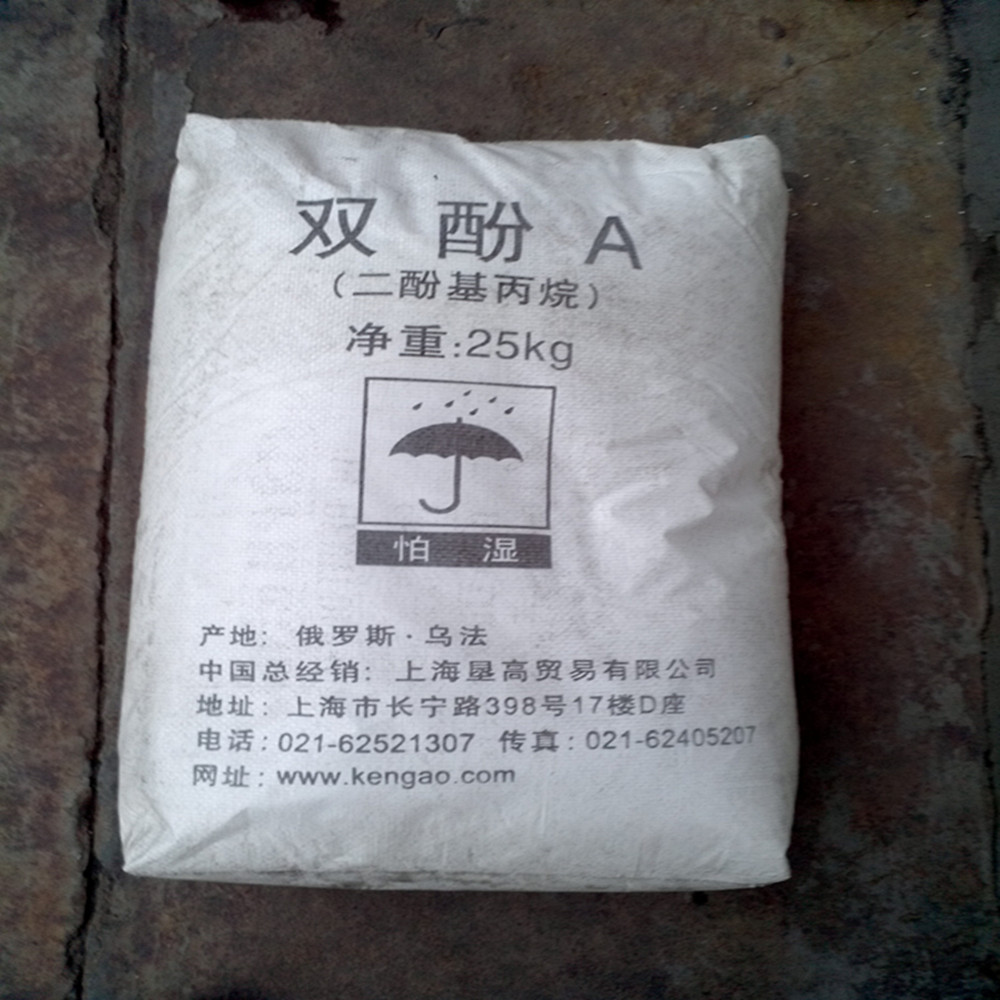 双 酚 A
（二酚基丙烷）
净重:25kg
怕 湿
产地：俄罗斯·乌法
中国总经销：上海垦高贸易有限公司
地址：上海市长宁路398号17楼D座
电话：021-62521307 传真：021-62405207
网址：www.kengao.com